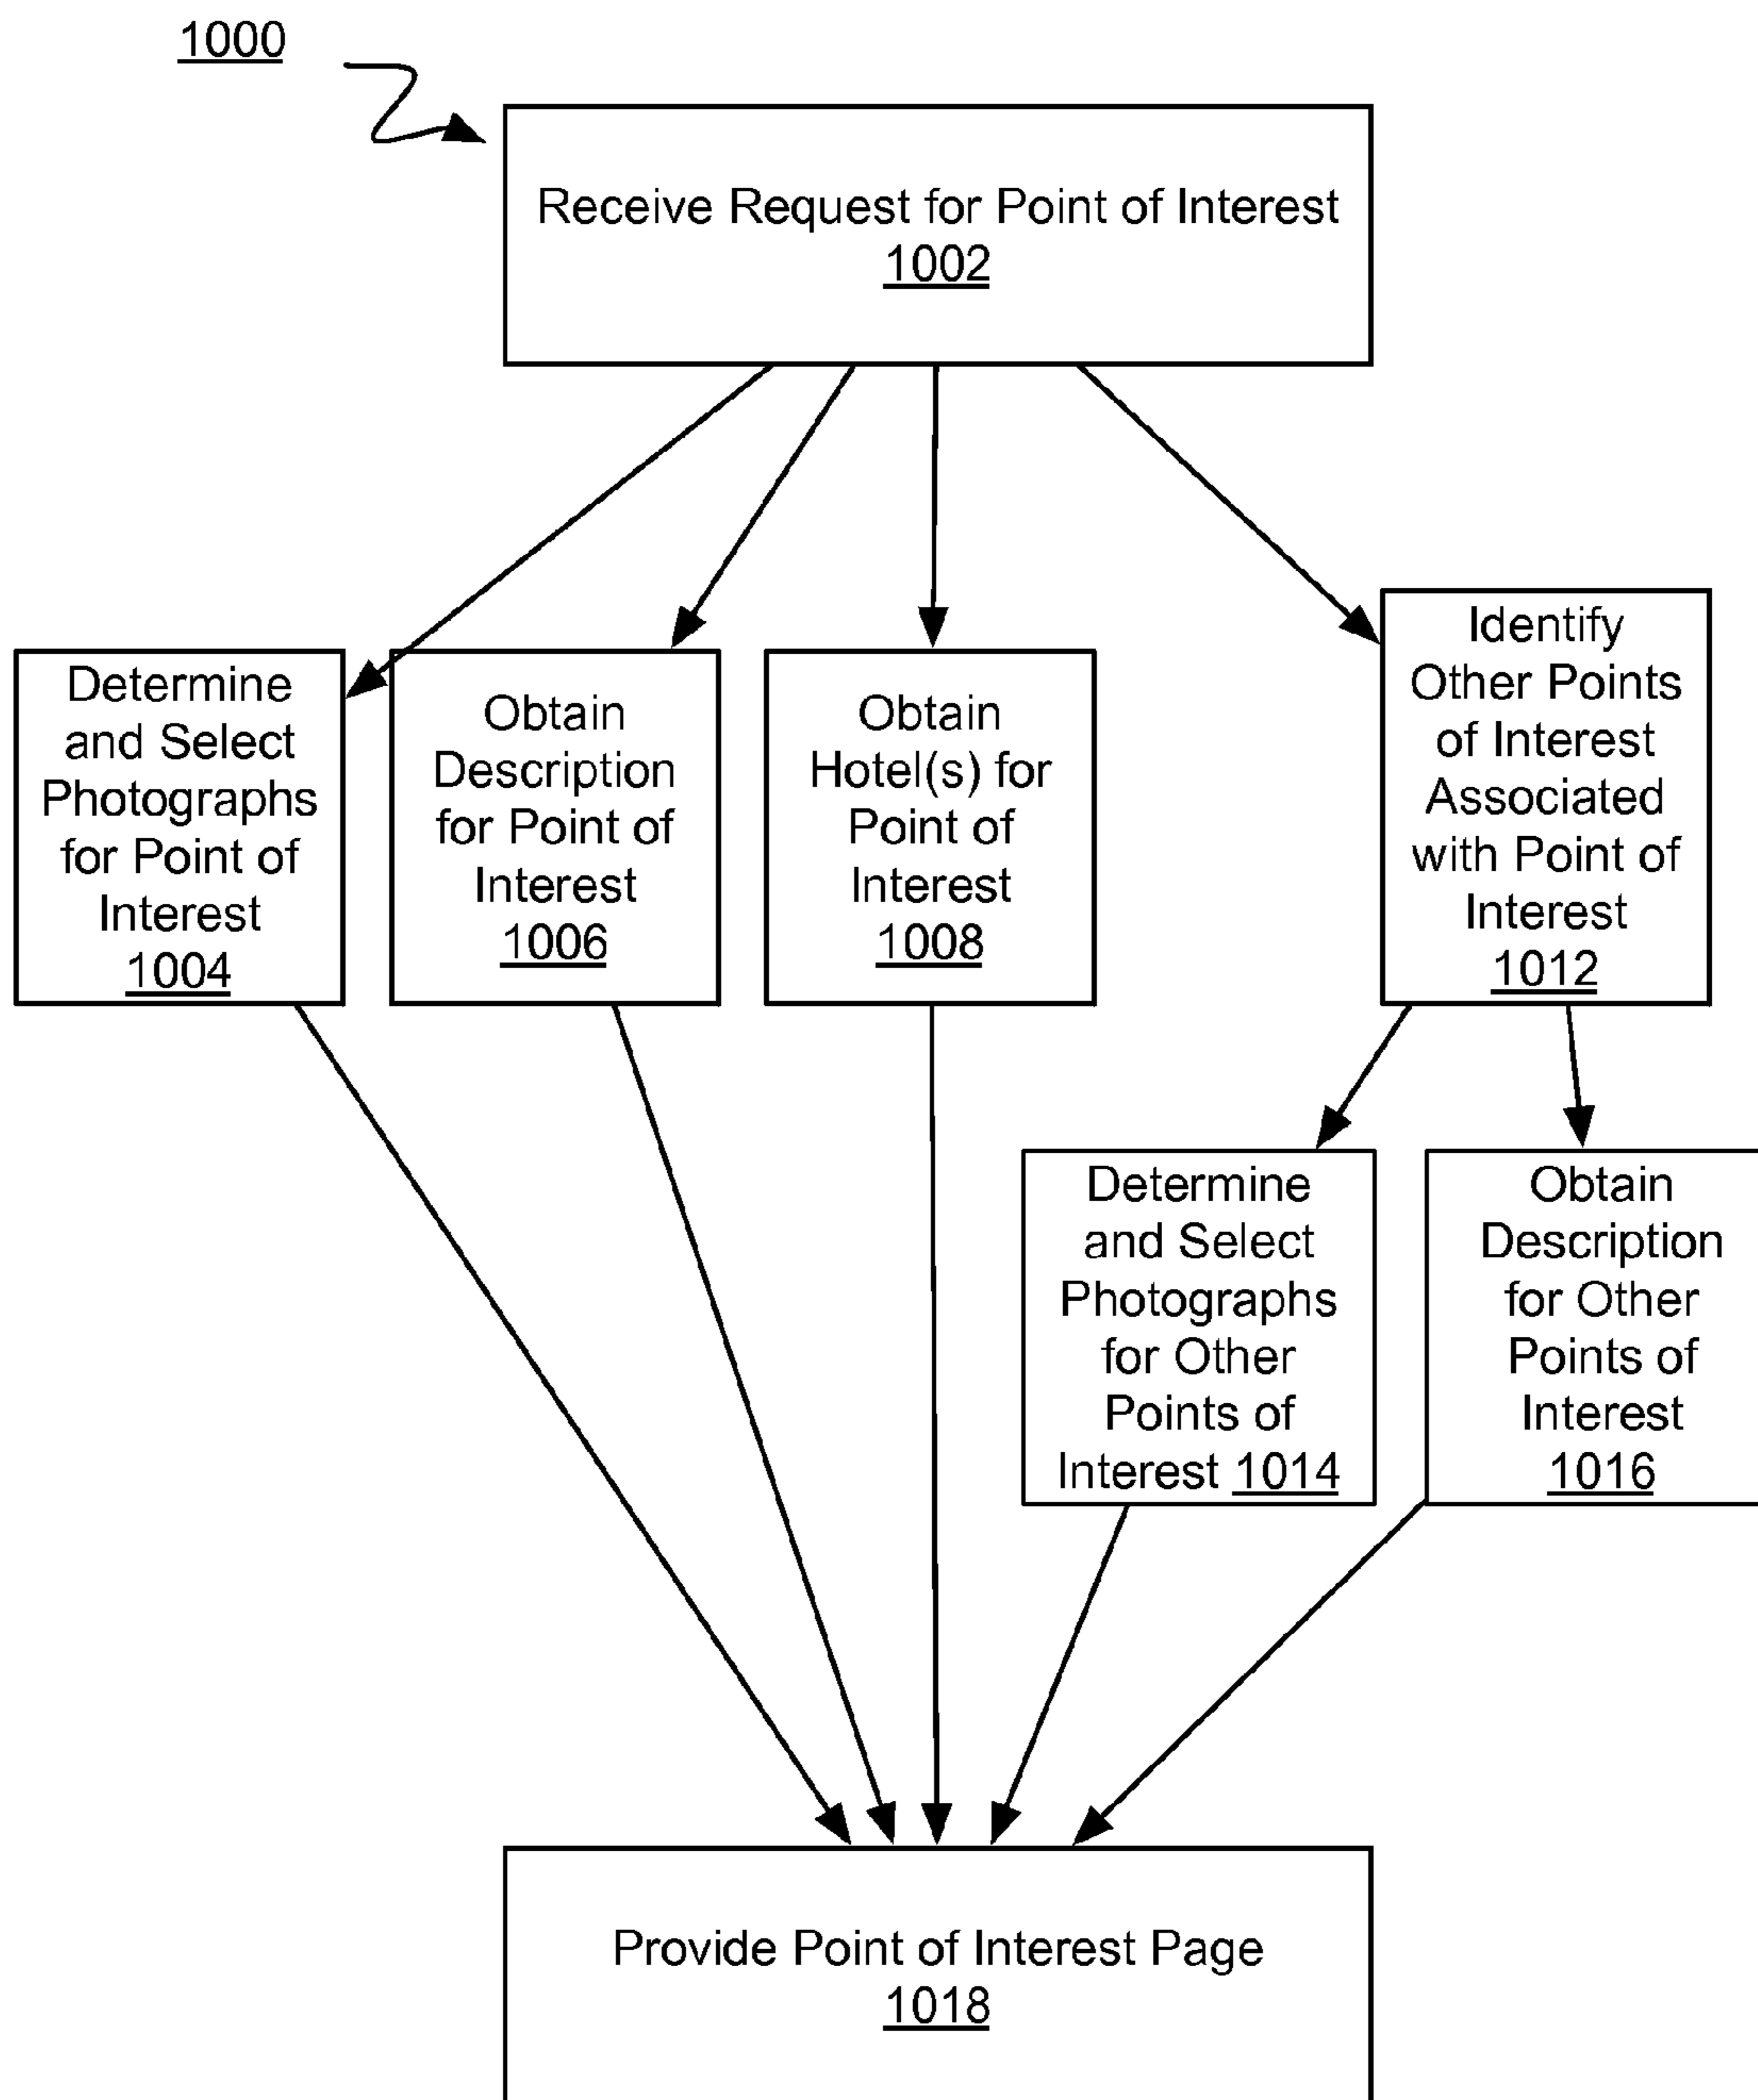 1000
Receive Request for Point of Interest
1002
Determine
and Select
Photographs
for Point of
Interest
1004
Obtain
Description
for Point of
Interest
1006
Obtain
Hotel(s) for
Point of
Interest
1008
Identify
Other Points
of Interest
Associated
with Point of
Interest
1012
Determine
and Select
Photographs
for Other
Points of
Interest 1014
Obtain
Description
for Other
Points of
Interest
1016
Provide Point of Interest Page
1018